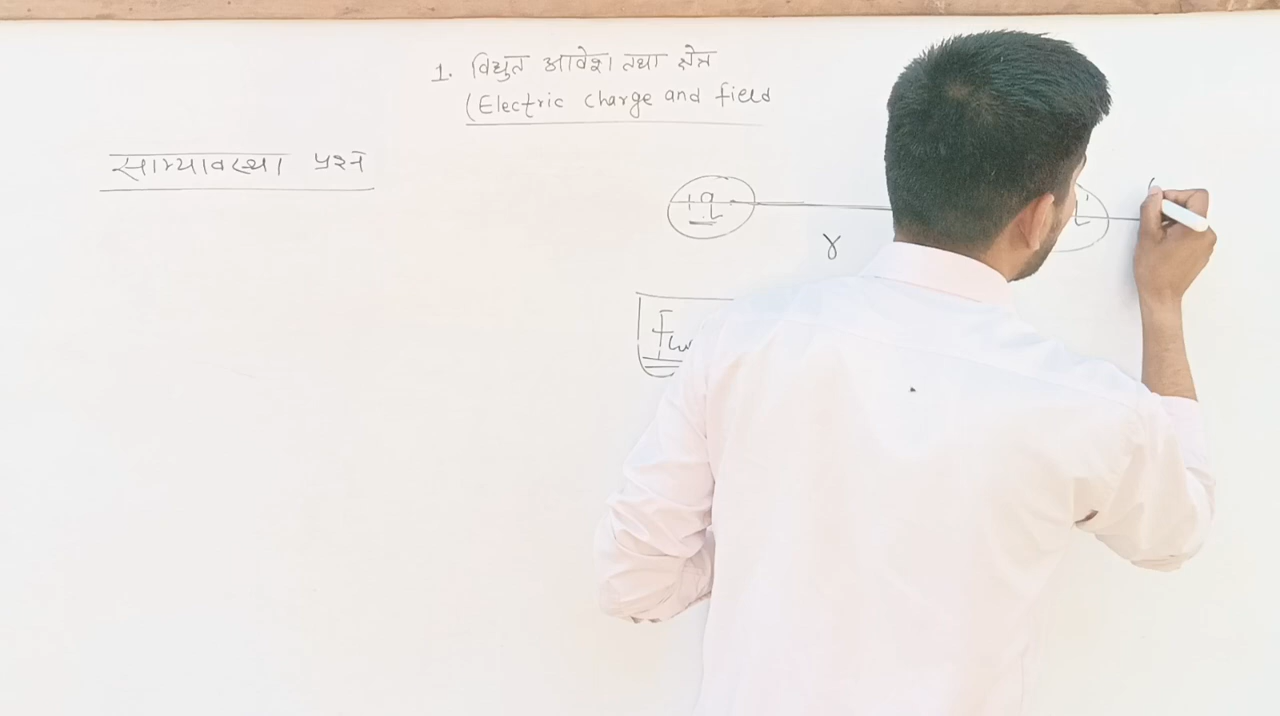 1. विद्युत आवेश तथा क्षेत्र
(Electric charge and field
साम्यावस्था प्रश्न
+q
r